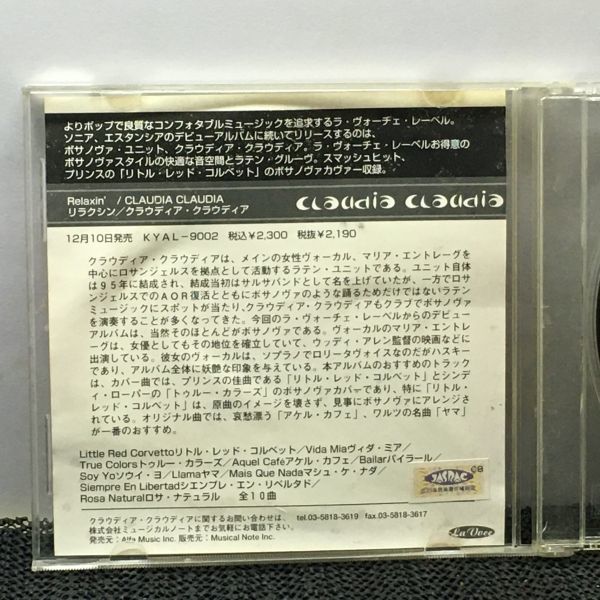 よりポップで良質なコンフォタブルミュージックを追求するラ・ヴォーチェ・レーベル。
ソニア、エスタンシアのデビューアルバムに続いてリリースするのは、
ボサノヴァ・ユニット、クラウディア・クラウディア。ラ・ヴォーチェ・レーベルお得意の
ボサノヴァスタイルの快適な音空間とラテン・グルーヴ。スマッシュヒット、
プリンスの「リトル・レッド・コルベット」のボサノヴァカヴァー収録。
Relaxin' / CLAUDIA CLAUDIA
リラクシン／クラウディア・クラウディア
CLaudia CLaudia
12月10日発売 KYAL-9002 税込¥2,300 税抜¥2,190
クラウディア・クラウディアは、メインの女性ヴォーカル、マリア・エントレーグを
中心にロサンジェルスを拠点として活動するラテン・ユニットである。ユニット自体
は95年に結成され、結成当初はサルサバンドとして名を上げていたが、一方でロサ
ンジェルスでのAOR復活とともにボサノヴァのような踊るためだけではないラテン
ミュージックにスポットが当たり、クラウディア・クラウディアもクラブでボサノヴァ
を演奏することが多くなってきた。今回のラ・ヴォーチェ・レーベルからのデビュー
アルバムは、当然そのほとんどがボサノヴァである。ヴォーカルのマリア・エント
レーグは、女優としてもその地位を確立していて、ウッディ・アレン監督の映画などに
出演している。彼女のヴォーカルは、ソプラノでロリータヴォイスなのだがハスキー
であり、アルバム全体に妖艶な印象を与えている。本アルバムのおすすめのトラック
は、カバー曲では、プリンスの佳曲である「リトル・レッド・コルベット」とシンデ
ィ・ローパーの「トゥルー・カラーズ」のボサノヴァカバーであり、特に「リトル・
レッド・コルベット」は、原曲のイメージを壊さず、見事にボサノヴァにアレンジさ
れている。オリジナル曲では、哀愁漂う「アケル・カフェ」、ワルツの名曲「ヤマ」
が一番のおすすめ。
Little Red Corvettoリトル・レッド・コルベット／Vida Miaヴィダ・ミア／
True Colorsトゥルー・カラーズ／Aquel Caféアケル・カフェ／Bailarバイラール／
Soy Yoソウイ・ヨ／Llamaヤマ／Mais Que Nadaマシュ・ケ・ナダ／
Siempre En Libertadシエンプレ・エン・リベルタド／
Rosa Naturalロサ・ナテュラル 全10曲
JASRAC
クラウディア・クラウディアに関するお問い合わせは、 tel.03-5818-3619 fax.03-5818-3617
株式会社ミュージカルノートまでお気軽にお電話下さい。
発売元：Alfa Music Inc. 販売元：Musical Note Inc.
La Voce